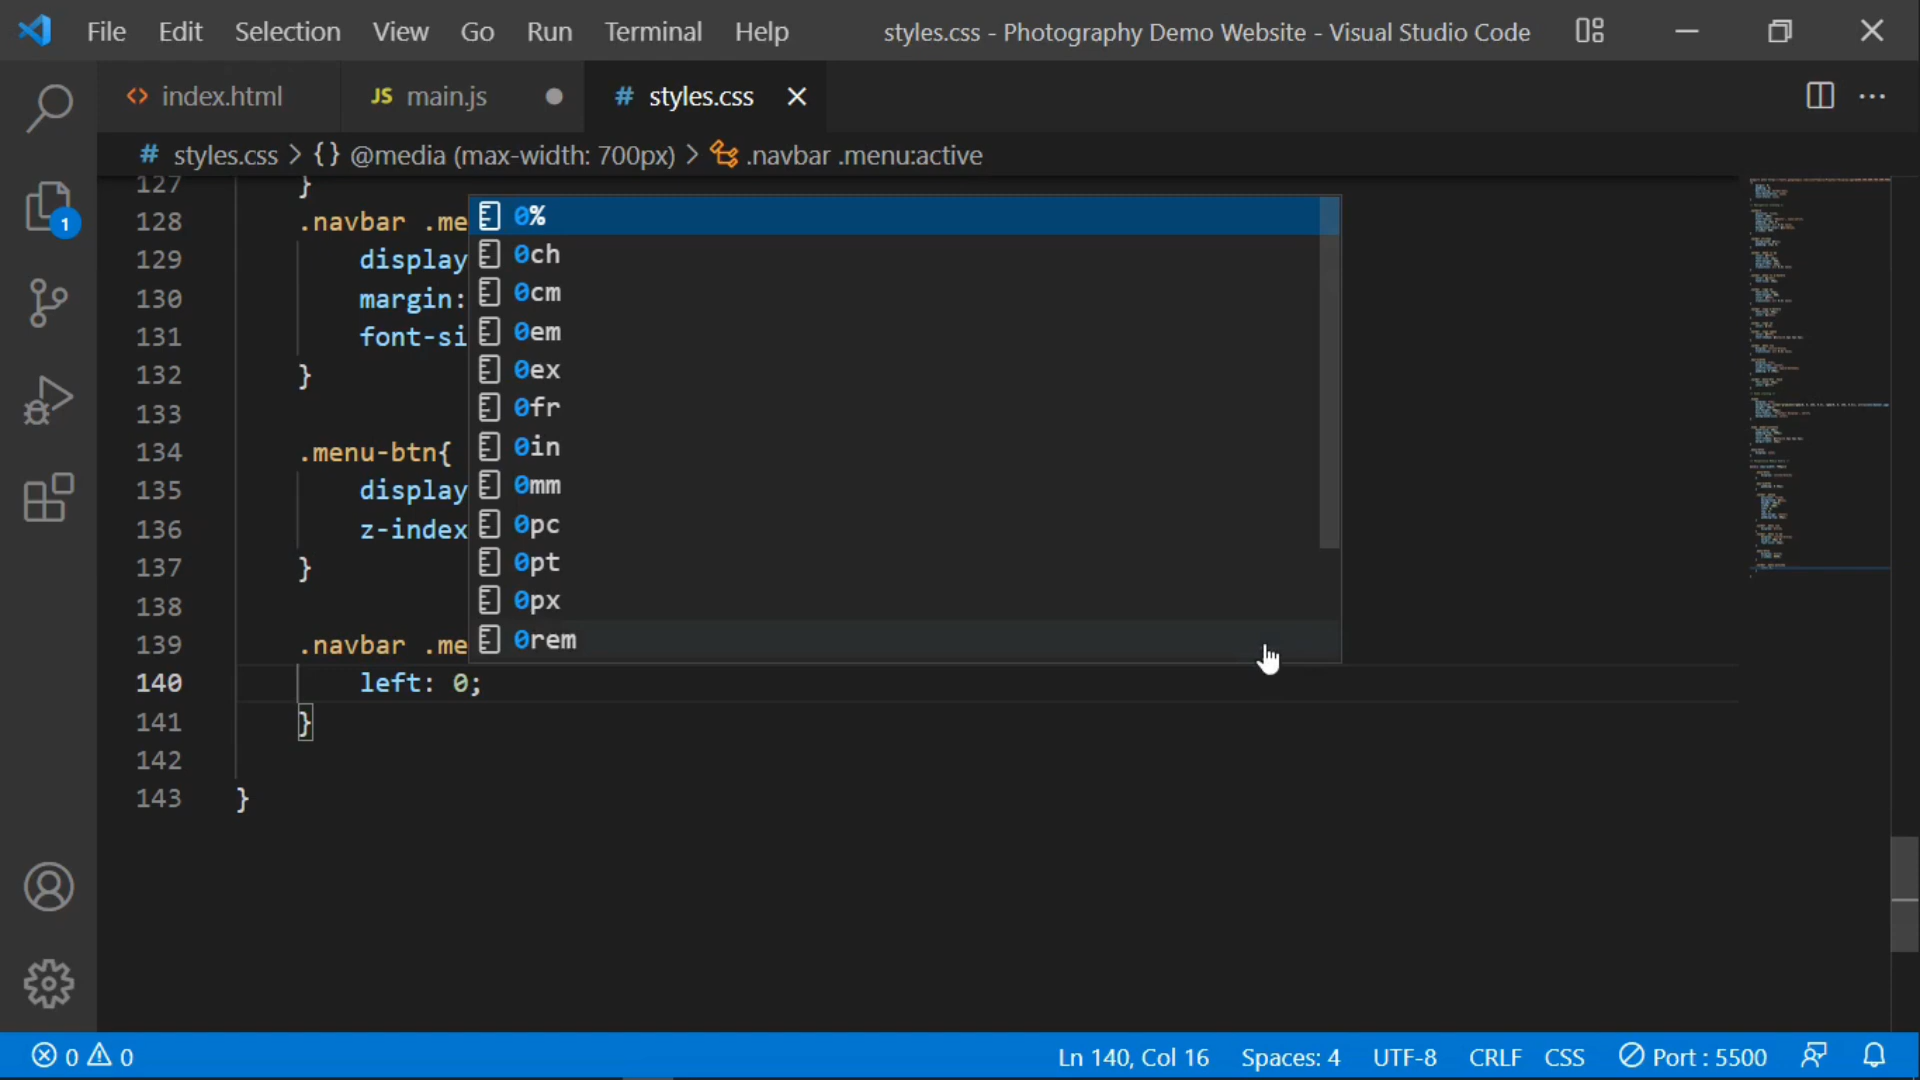 File Edit Selection View Go Run Terminal Help styles.css - Photography Demo Website - Visual Studio Code
index.html JS main.js # styles.css
# styles.css > {} @media (max-width: 700px) > .navbar .menu:active
127 }
128 .navbar .me
129 display
130 margin:
131 font-si
132 }
133
134 .menu-btn{
135 display
136 z-index
137 }
138
139 .navbar .me
140 left: 0;
141 }
142
143 }
0%
0ch
0cm
0em
0ex
0fr
0in
0mm
0pc
0pt
0px
0rem
1
0 0 Ln 140, Col 16 Spaces: 4 UTF-8 CRLF CSS Port : 5500